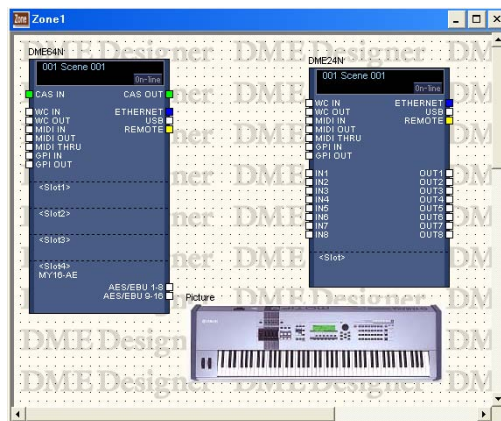 Zone Zone1
DME64N
001 Scene 001
On-line
CAS IN CAS OUT
WC IN ETHERNET
WC OUT USB
MIDI IN REMOTE
MIDI OUT
MIDI THRU
GPI IN
GPI OUT
<Slot1>
<Slot2>
<Slot3>
<Slot4>
MY16-AE
AES/EBU 1-8
AES/EBU 9-16
DME24N
001 Scene 001
On-line
WC IN ETHERNET
WC OUT USB
MIDI IN REMOTE
MIDI OUT
MIDI THRU
GPI IN
GPI OUT
IN1 OUT1
IN2 OUT2
IN3 OUT3
IN4 OUT4
IN5 OUT5
IN6 OUT6
IN7 OUT7
IN8 OUT8
<Slot>
Picture
DME Designer